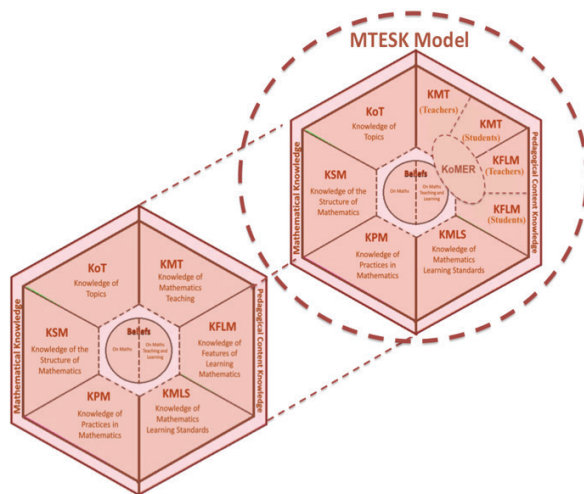 MTESK Model
Mathematical Knowledge
KoT
Knowledge of
Topics
KMT
(Teachers)
KMT
(Students)
KFLM
(Teachers)
KFLM
(Students)
KoMER
KSM
Knowledge of the
Structure of
Mathematics
Beliefs
On Maths
On Maths
Teaching and
Learning
KPM
Knowledge of
Practices in
Mathematics
KMLS
Knowledge of
Mathematics
Learning Standards
Pedagogical Content Knowledge
Mathematical Knowledge
KoT
Knowledge of
Topics
KMT
Knowledge of
Mathematics
Teaching
KSM
Knowledge of the
Structure of
Mathematics
Beliefs
On Maths
On Maths
Teaching and
Learning
KFLM
Knowledge of
Features of
Learning
Mathematics
KPM
Knowledge of
Practices in
Mathematics
KMLS
Knowledge of
Mathematics
Learning Standards
Pedagogical Content Knowledge